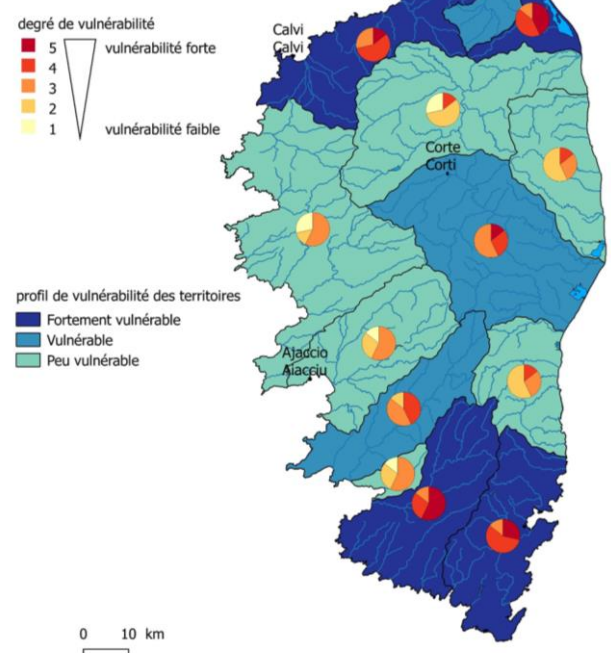 degré de vulnérabilité
5
4
3
2
1
vulnérabilité forte
vulnérabilité faible
Calvi
Calvi
Corte
Corti
profil de vulnérabilité des territoires
Fortement vulnérable
Vulnérable
Peu vulnérable
Ajaccio
Aiacciu
0 10 km